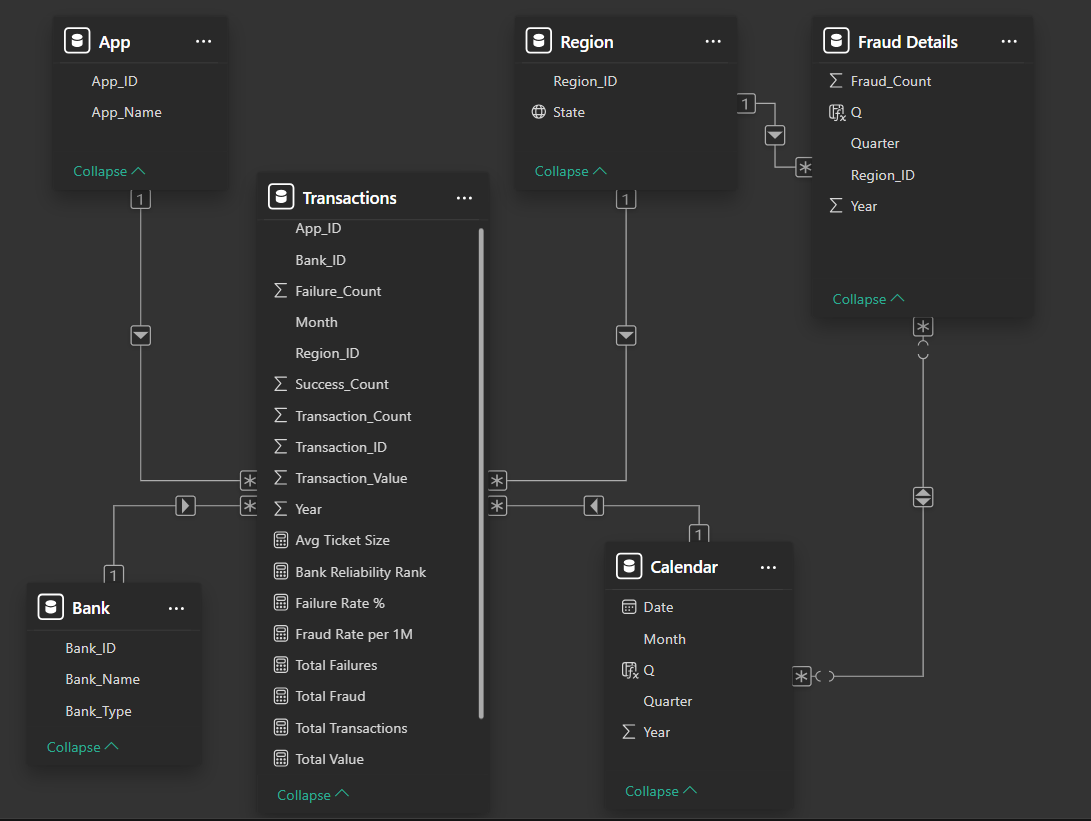 App
App_ID
App_Name
Collapse
1
Region
Region_ID
State
Collapse
1
1
*
Fraud Details
Fraud_Count
Q
Quarter
Region_ID
Year
Collapse
*
Transactions
App_ID
Bank_ID
Failure_Count
Month
Region_ID
Success_Count
Transaction_Count
Transaction_ID
Transaction_Value
Year
Avg Ticket Size
Bank Reliability Rank
Failure Rate %
Fraud Rate per 1M
Total Failures
Total Fraud
Total Transactions
Total Value
Collapse
*
*
*
*
1
Bank
Bank_ID
Bank_Name
Bank_Type
Collapse
1
Calendar
Date
Month
Q
Quarter
Year
Collapse
*